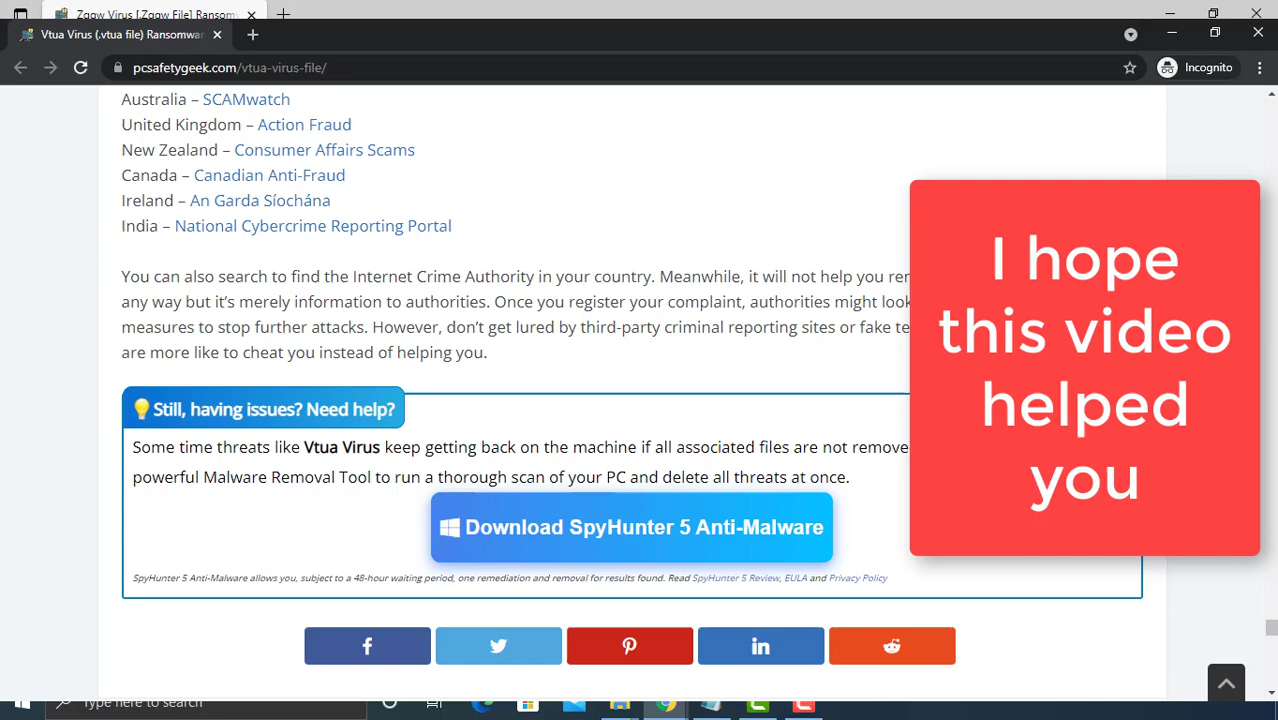 Zqqw Virus [.Zqqw File] Ransom
Vtua Virus (.vtua file) Ransomwar
pcsafetygeek.com/vtua-virus-file/
Incognito
Australia – SCAMwatch
United Kingdom – Action Fraud
New Zealand – Consumer Affairs Scams
Canada – Canadian Anti-Fraud
Ireland – An Garda Síochána
India – National Cybercrime Reporting Portal
You can also search to find the Internet Crime Authority in your country. Meanwhile, it will not help you
any way but it's merely information to authorities. Once you register your complaint, authorities might look
measures to stop further attacks. However, don't get lured by third-party criminal reporting sites or fake
are more like to cheat you instead of helping you.
I hope
this video
helped
you
Still, having issues? Need help?
Some time threats like Vtua Virus keep getting back on the machine if all associated files are not remove
powerful Malware Removal Tool to run a thorough scan of your PC and delete all threats at once.
Download SpyHunter 5 Anti-Malware
SpyHunter 5 Anti-Malware allows you, subject to a 48-hour waiting period, one remediation and removal for results found. Read SpyHunter 5 Review, EULA and Privacy Policy
Type here to search